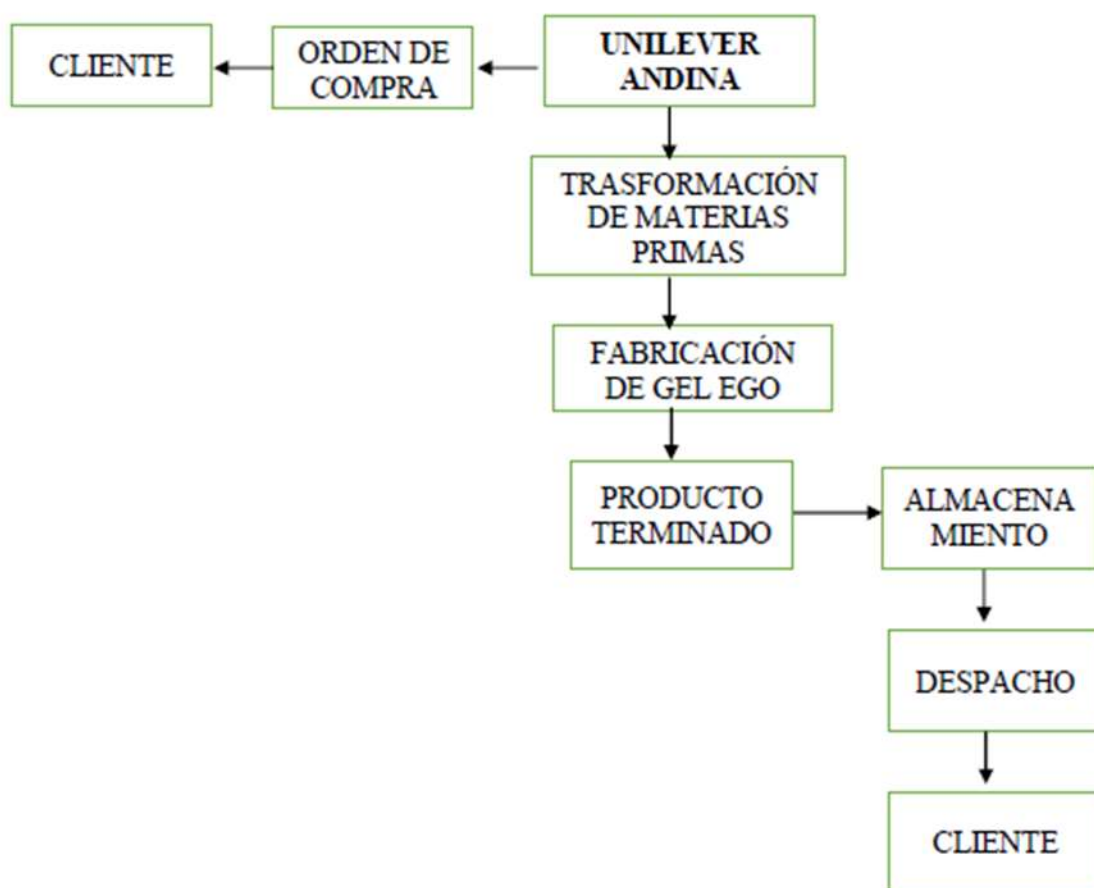 CLIENTE
ORDEN DE
COMPRA
UNILEVER
ANDINA
TRASFORMACIÓN
DE MATERIAS
PRIMAS
FABRICACIÓN
DE GEL EGO
PRODUCTO
TERMINADO
ALMACENA
MIENTO
DESPACHO
CLIENTE